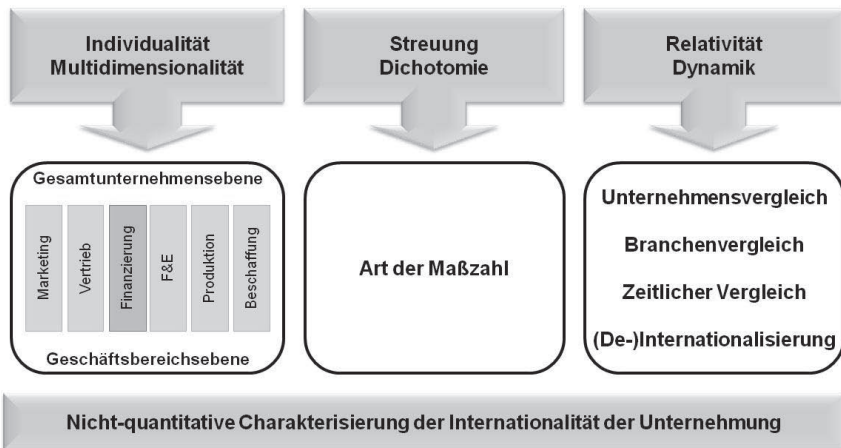 Individualität
Multidimensionalität
Streuung
Dichotomie
Relativität
Dynamik
Gesamtunternehmensebene
Marketing
Vertrieb
Finanzierung
F&E
Produktion
Beschaffung
Geschäftsbereichsebene
Art der Maßzahl
Unternehmensvergleich
Branchenvergleich
Zeitlicher Vergleich
(De-)Internationalisierung
Nicht-quantitative Charakterisierung der Internationalität der Unternehmung